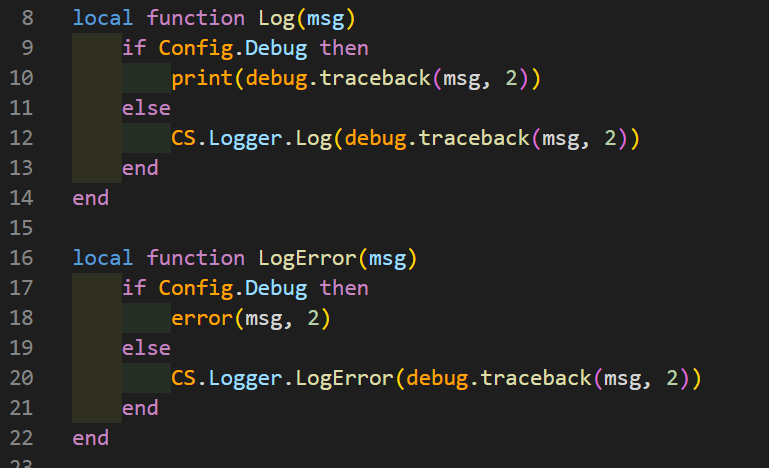 8 local function Log(msg)
9     if Config.Debug then
10         print(debug.traceback(msg, 2))
11     else
12         CS.Logger.Log(debug.traceback(msg, 2))
13     end
14 end
15
16 local function LogError(msg)
17     if Config.Debug then
18         error(msg, 2)
19     else
20         CS.Logger.LogError(debug.traceback(msg, 2))
21     end
22 end
23